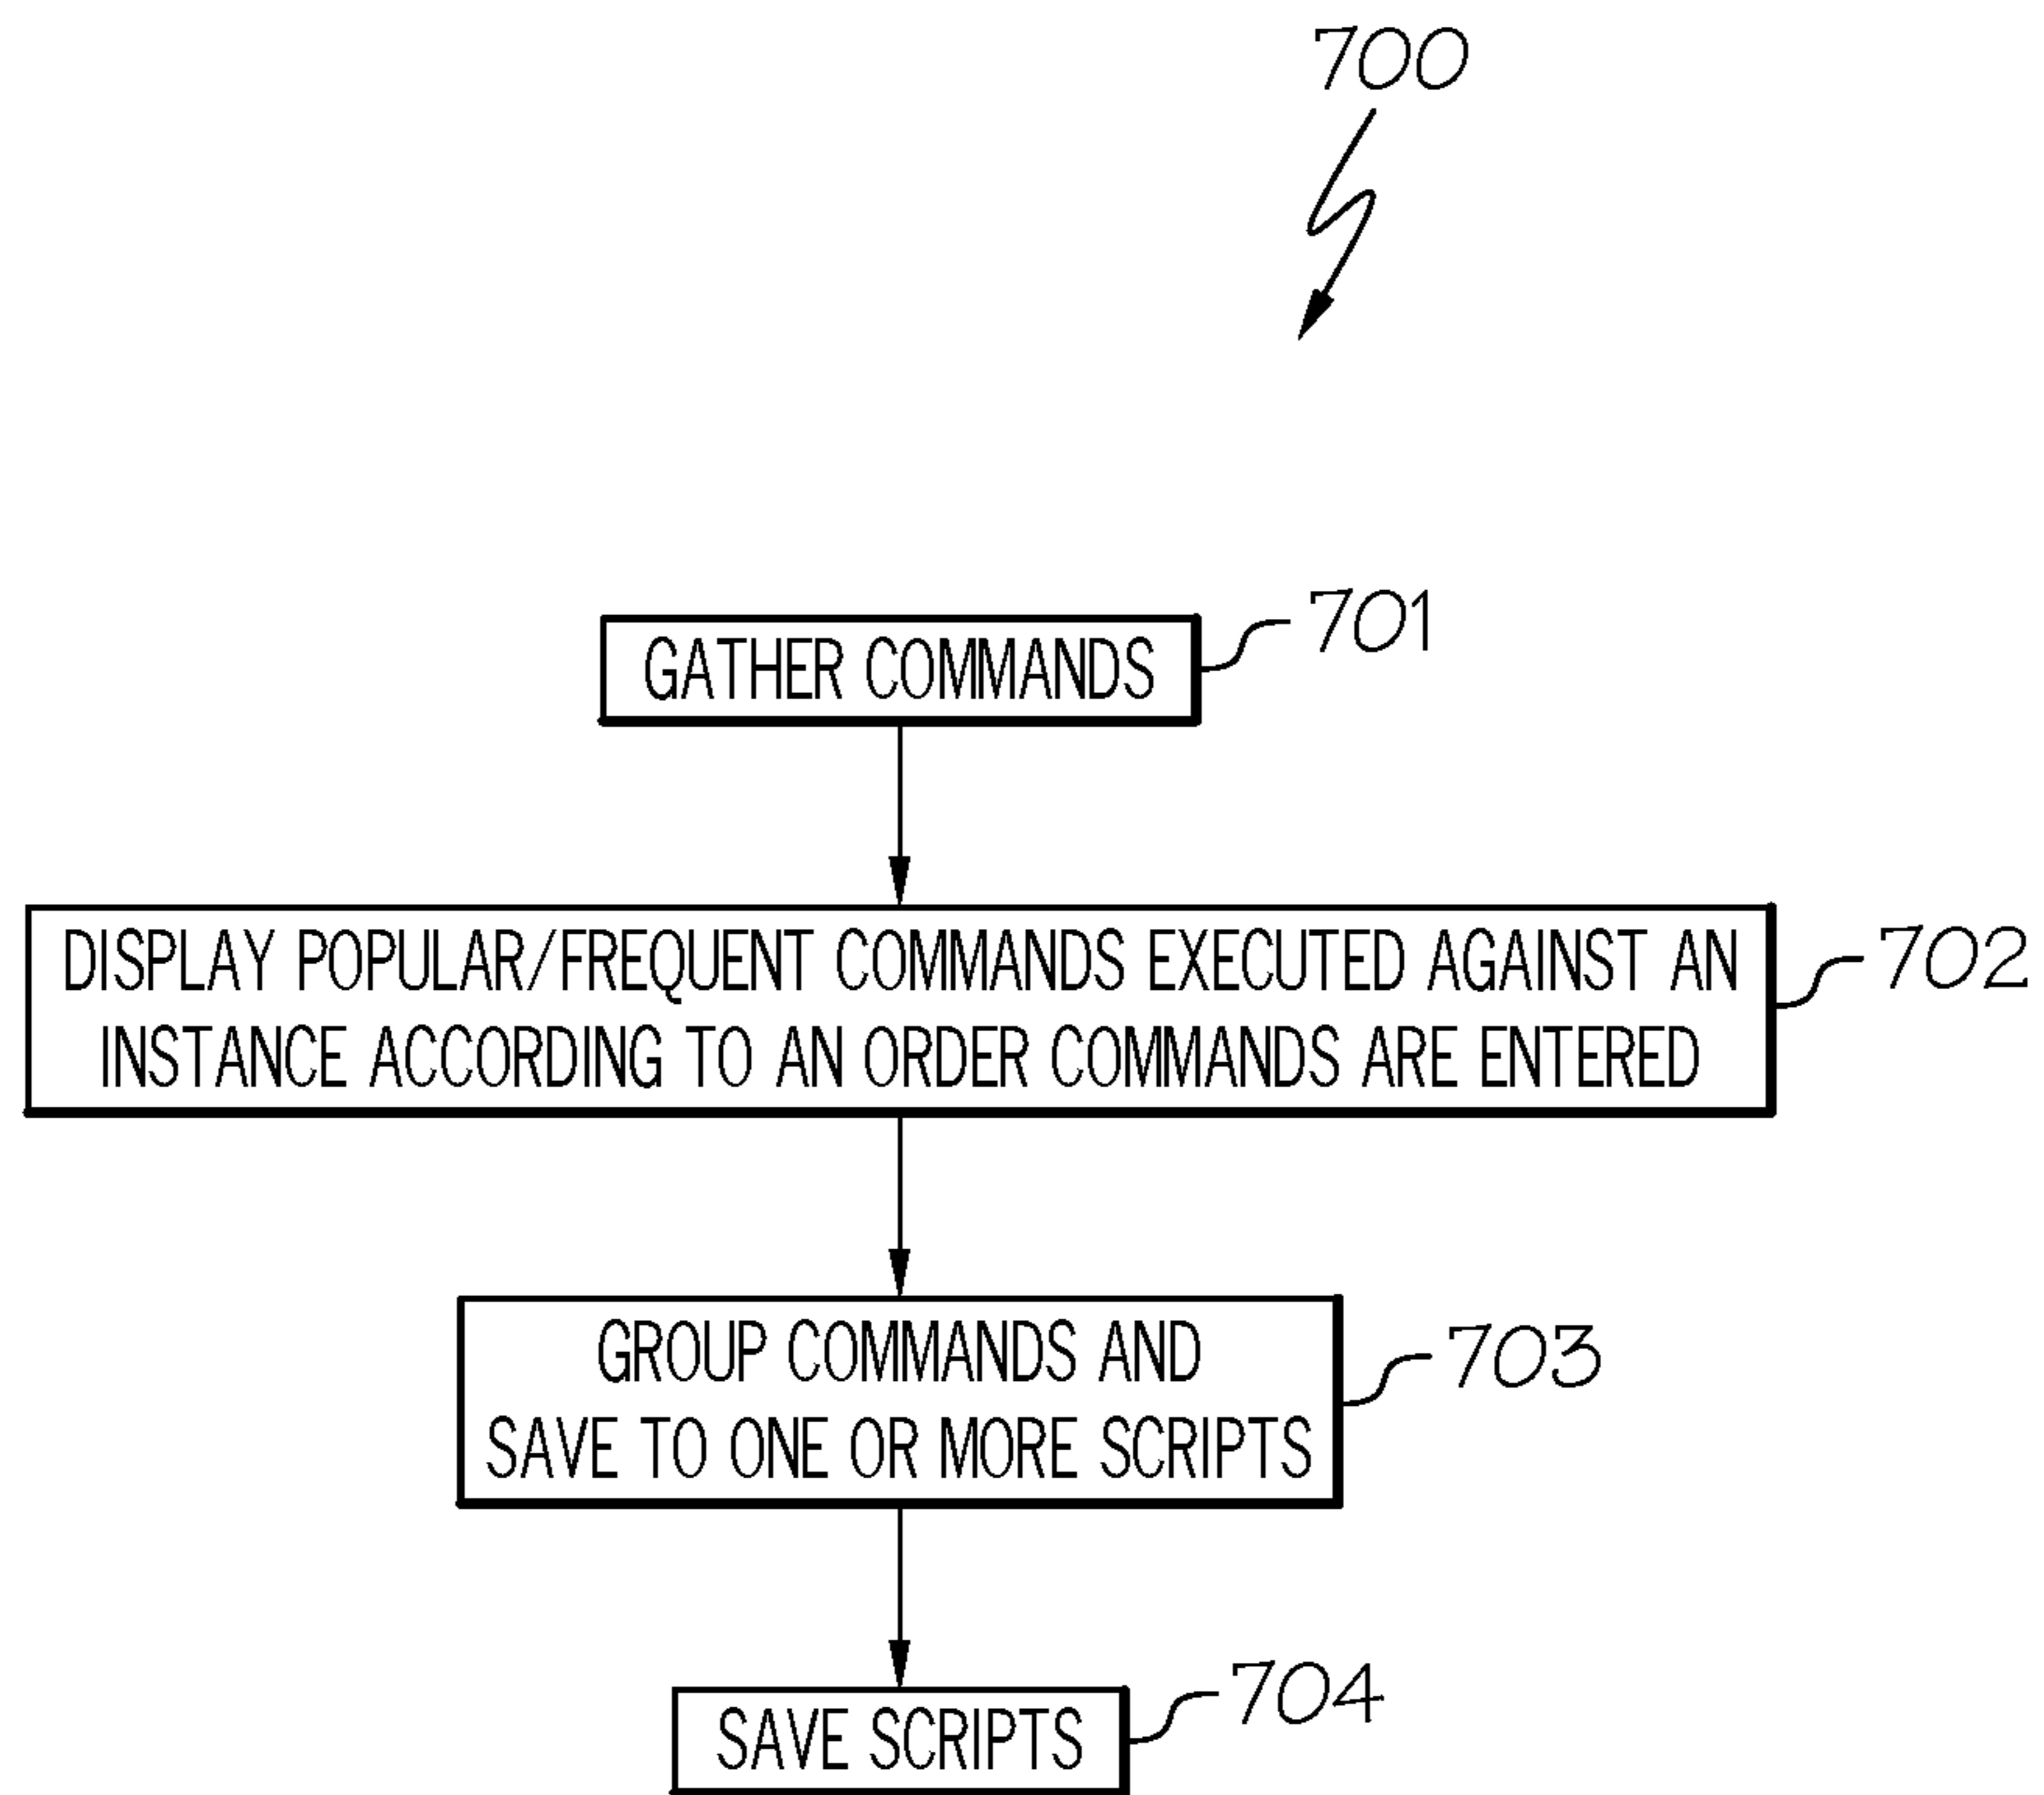 700
GATHER COMMANDS
701
DISPLAY POPULAR/FREQUENT COMMANDS EXECUTED AGAINST AN
INSTANCE ACCORDING TO AN ORDER COMMANDS ARE ENTERED
702
GROUP COMMANDS AND
SAVE TO ONE OR MORE SCRIPTS
703
SAVE SCRIPTS
704